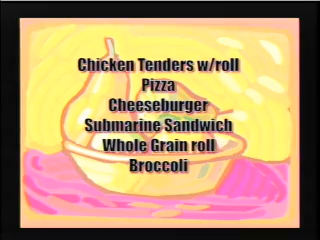 Chicken Tenders w/roll
Pizza
Cheeseburger
Submarine Sandwich
Whole Grain roll
Broccoli